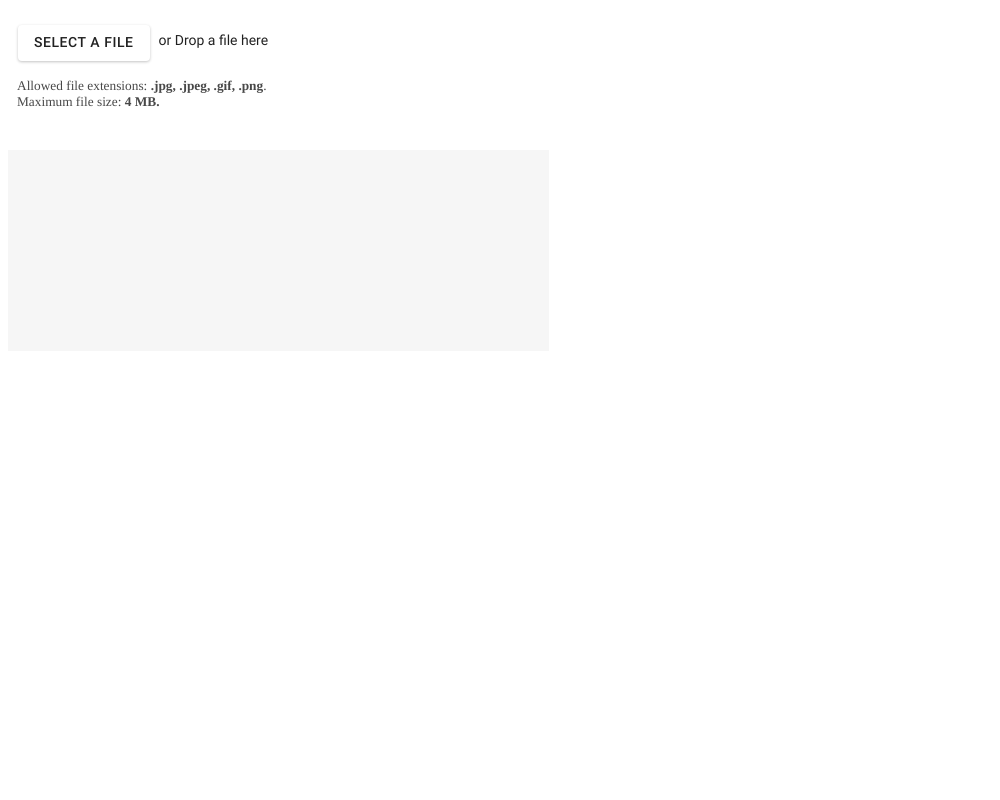 SELECT A FILE or Drop a file here
Allowed file extensions: .jpg, .jpeg, .gif, .png.
Maximum file size: 4 MB.